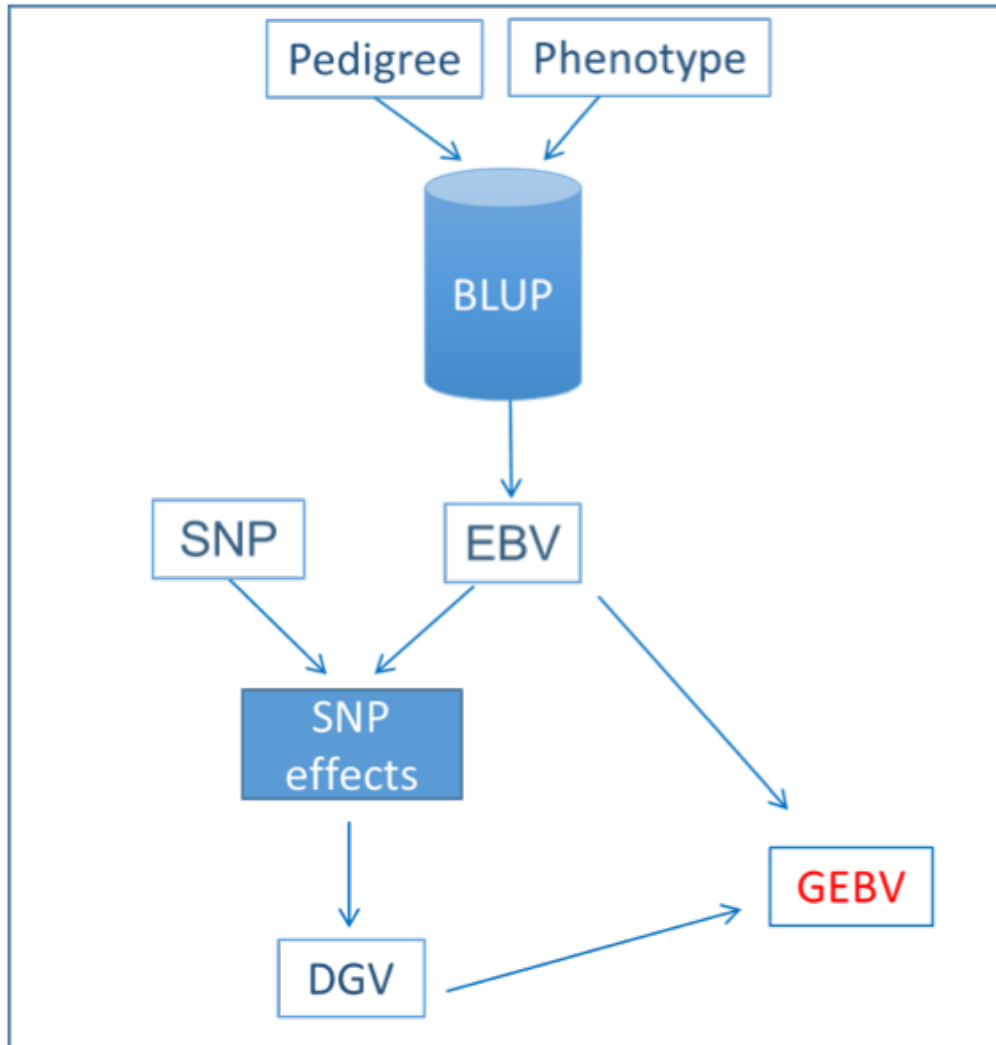 Pedigree
Phenotype
BLUP
SNP
EBV
SNP
effects
GEBV
DGV